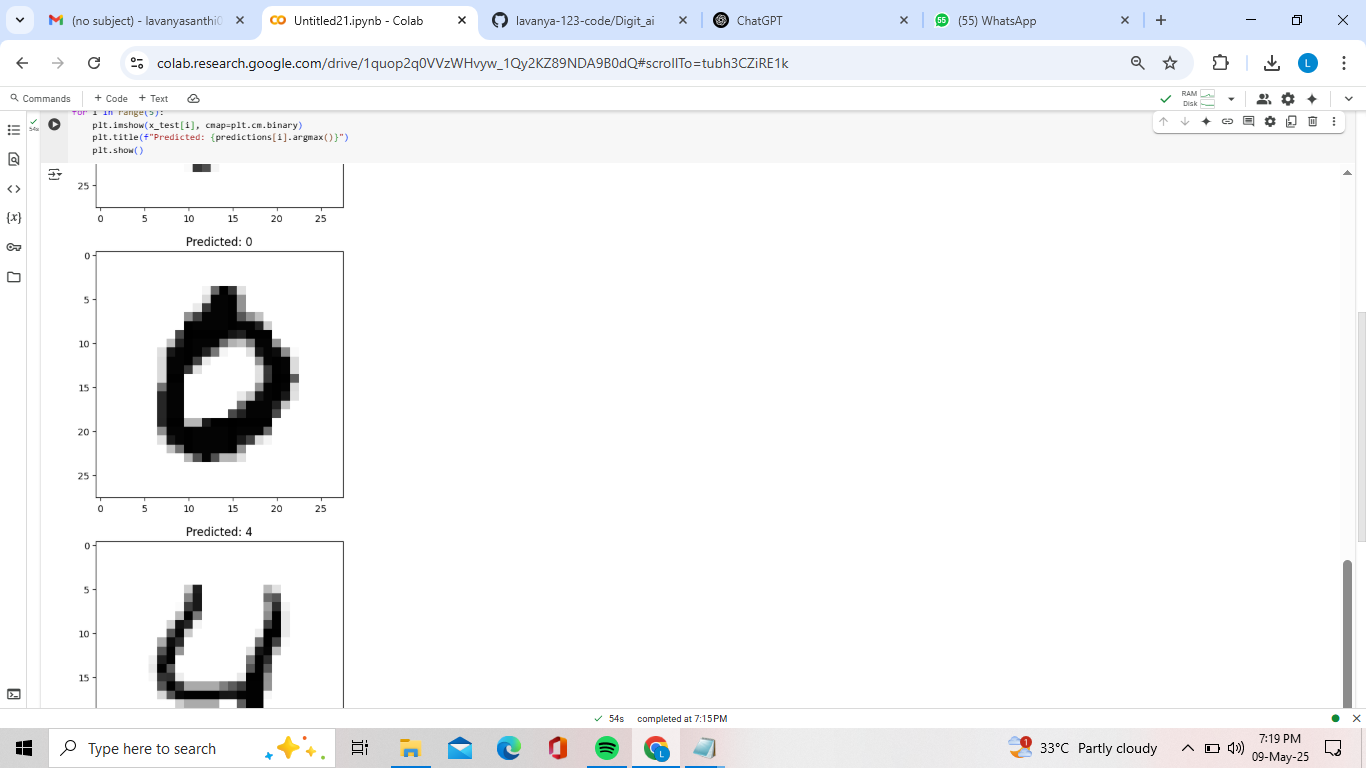 (no subject) - lavanyasanthi
Untitled21.ipynb - Colab
lavanya-123-code/Digit_ai
ChatGPT
55
(55) WhatsApp
colab.research.google.com/drive/1quop2q0VVzWHvyw_1Qy2KZ89NDA9B0dQ#scrollTo=tubh3CZiRE1k
L
Commands
+ Code
+ Text
RAM
Disk
54s
for i in range(5):
plt.imshow(x_test[i], cmap=plt.cm.binary)
plt.title(f"Predicted: {predictions[i].argmax()}")
plt.show()
{x}
25
0 5 10 15 20 25
Predicted: 0
0
5
10
15
20
25
0 5 10 15 20 25
Predicted: 4
0
5
10
15
54s completed at 7:15 PM
Type here to search
L
1
33°C Partly cloudy
7:19 PM
09-May-25